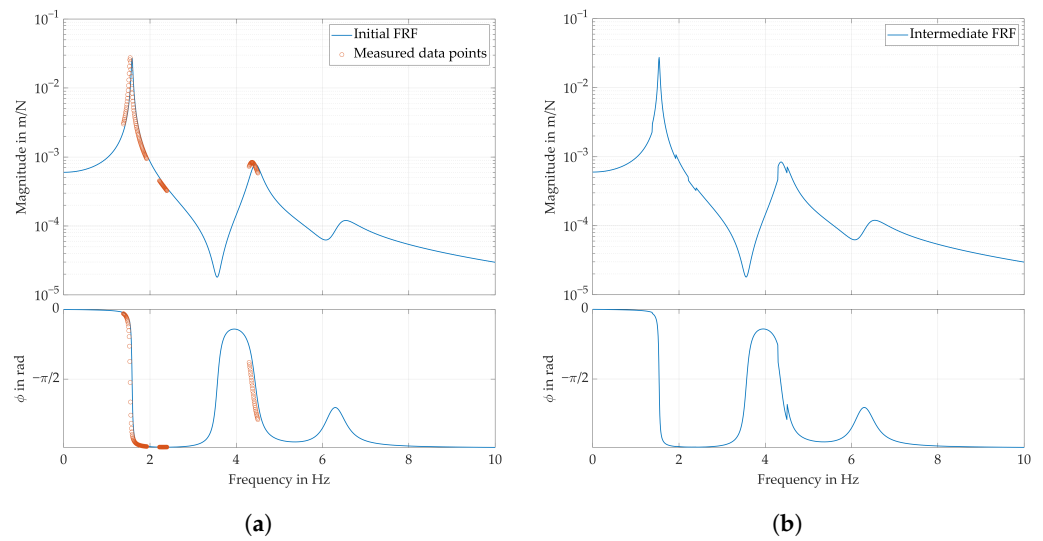 10⁻¹
10⁻²
10⁻³
10⁻⁴
10⁻⁵
Magnitude in m/N
Initial FRF
Measured data points
0
−π/2
ϕ in rad
0 2 4 6 8 10
Frequency in Hz
(a)
10⁻¹
10⁻²
10⁻³
10⁻⁴
10⁻⁵
Magnitude in m/N
Intermediate FRF
0
−π/2
ϕ in rad
0 2 4 6 8 10
Frequency in Hz
(b)